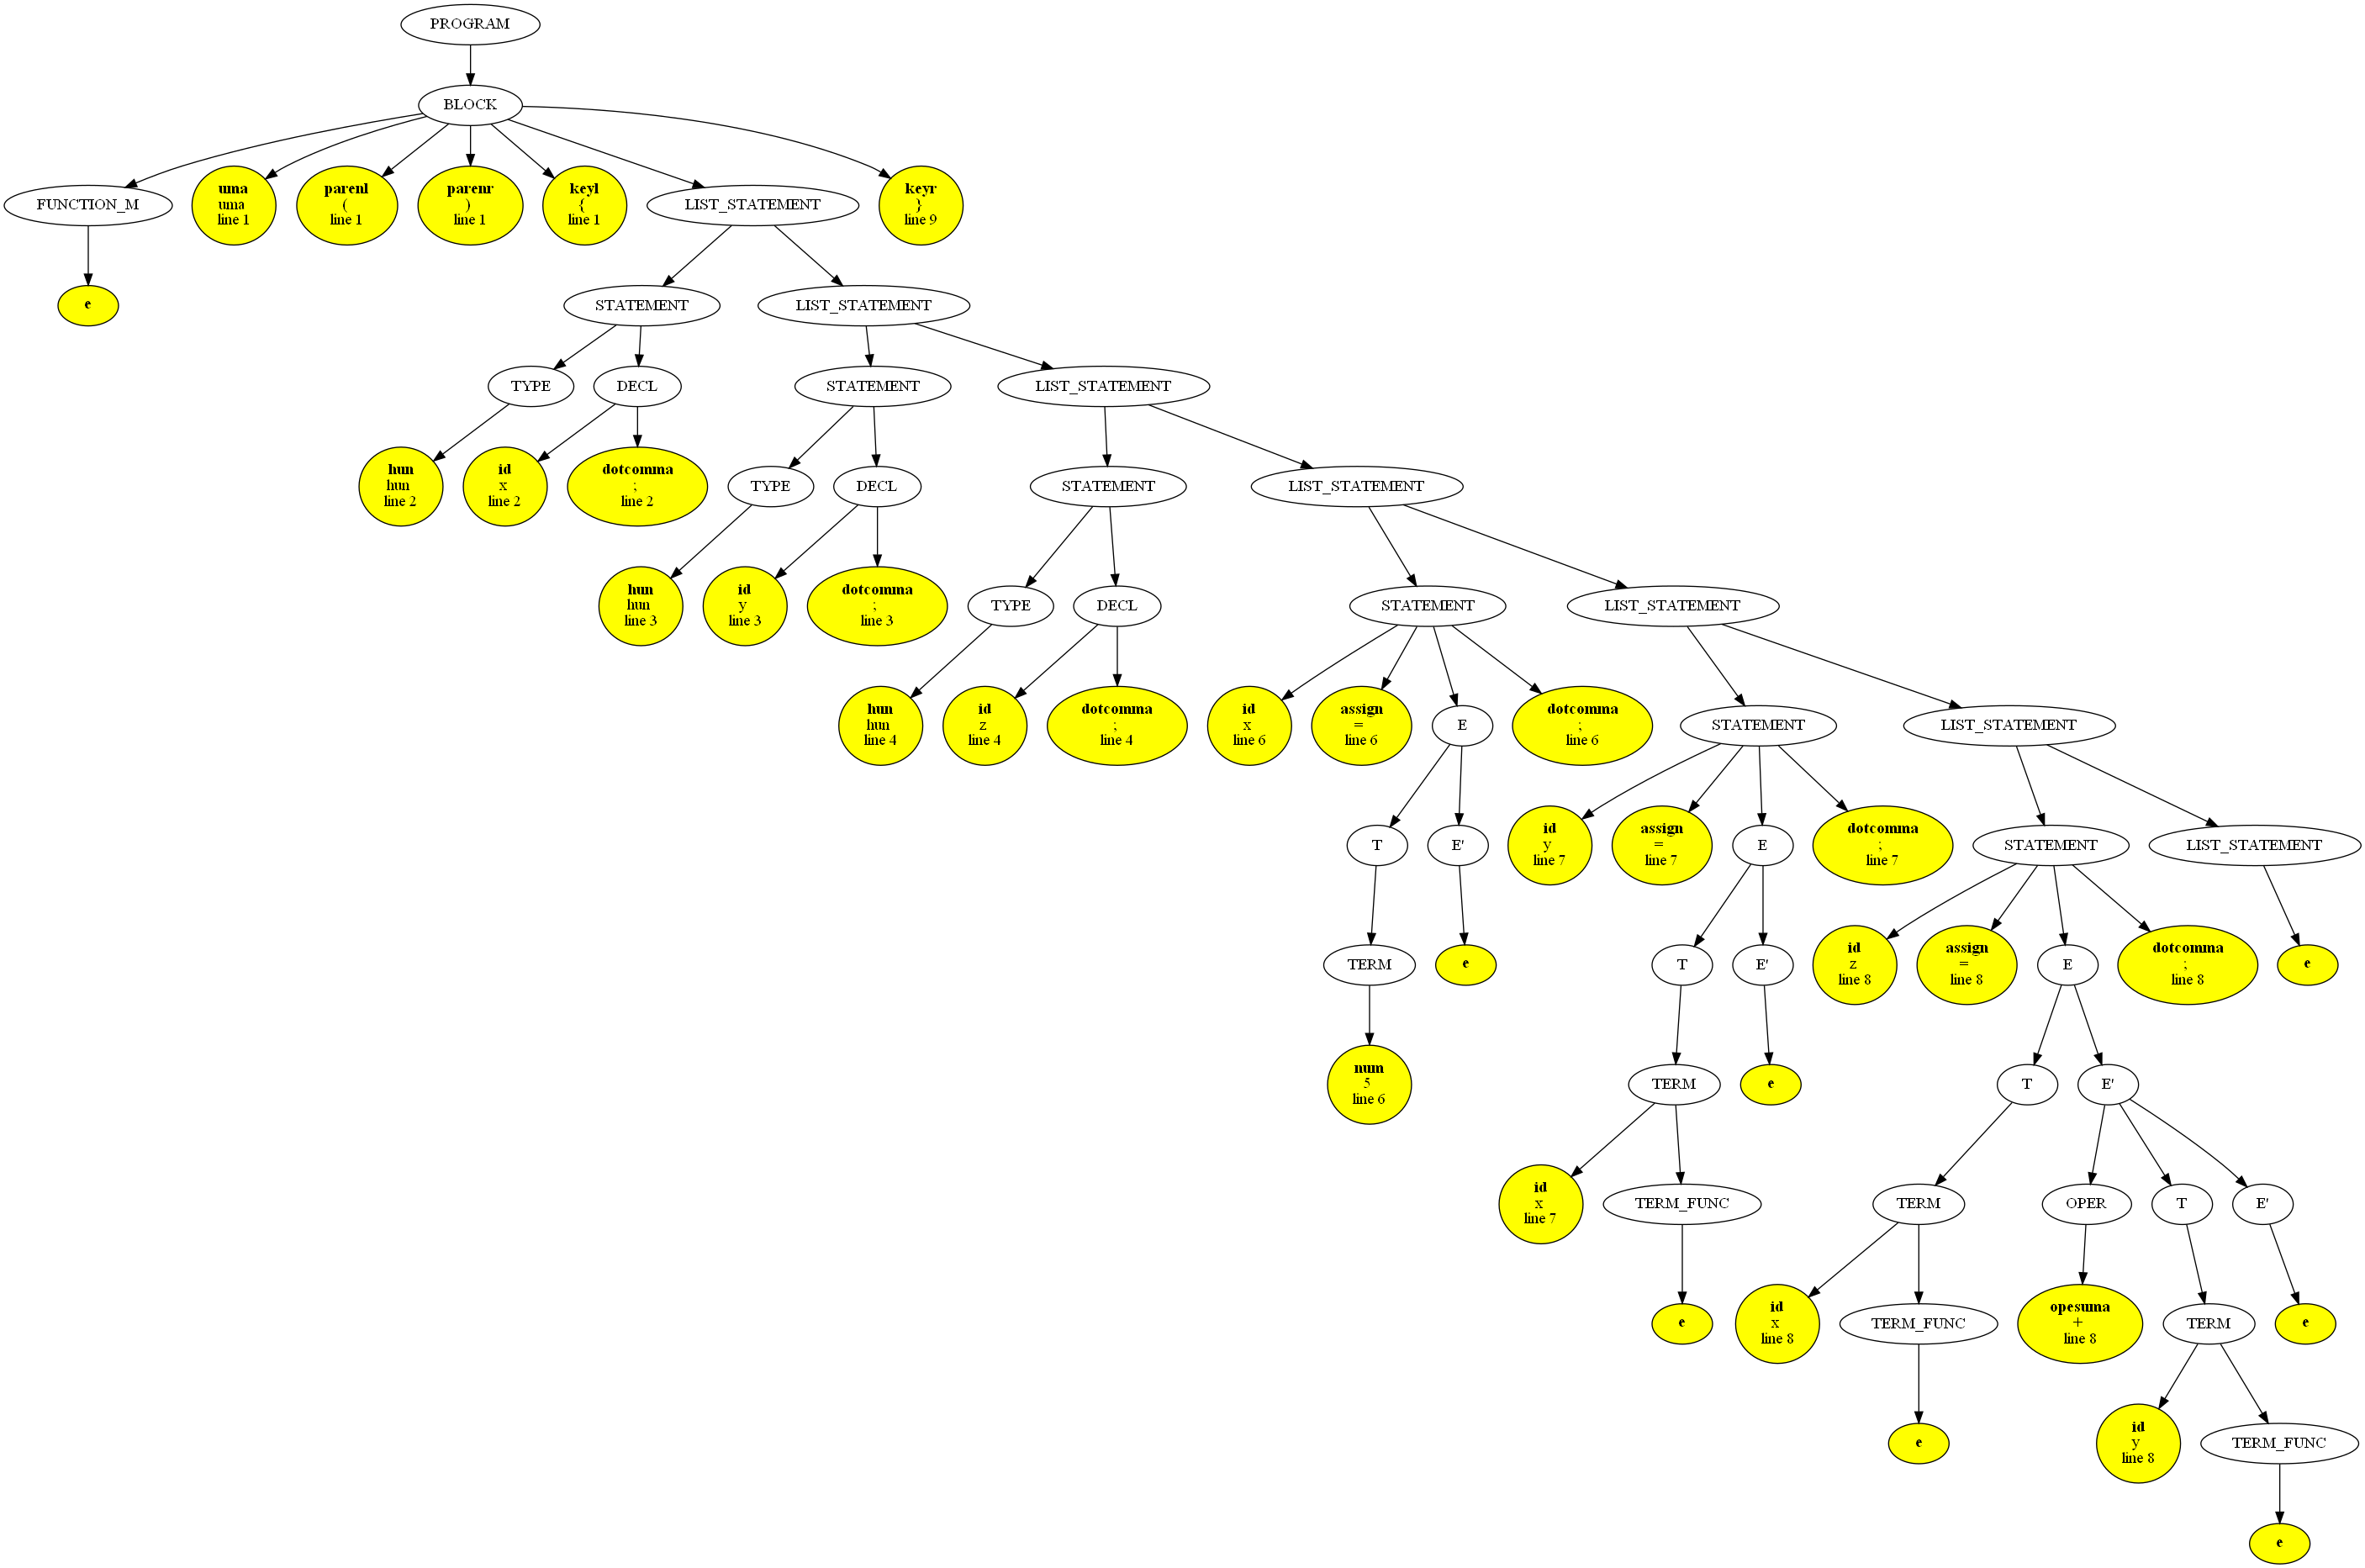 PROGRAM
BLOCK
FUNCTION_M
uma
uma
line 1
parenl
(
line 1
parenr
)
line 1
keyl
{
line 1
LIST_STATEMENT
keyr
}
line 9
e
STATEMENT
LIST_STATEMENT
TYPE
DECL
STATEMENT
LIST_STATEMENT
hun
hun
line 2
id
x
line 2
dotcomma
;
line 2
TYPE
DECL
STATEMENT
LIST_STATEMENT
hun
hun
line 3
id
y
line 3
dotcomma
;
line 3
TYPE
DECL
STATEMENT
LIST_STATEMENT
hun
hun
line 4
id
z
line 4
dotcomma
;
line 4
id
x
line 6
assign
=
line 6
E
dotcomma
;
line 6
STATEMENT
LIST_STATEMENT
T
E'
id
y
line 7
assign
=
line 7
E
dotcomma
;
line 7
STATEMENT
LIST_STATEMENT
TERM
e
T
E'
id
z
line 8
assign
=
line 8
E
dotcomma
;
line 8
e
num
5
line 6
TERM
e
T
E'
id
x
line 7
TERM_FUNC
TERM
OPER
T
E'
e
id
x
line 8
TERM_FUNC
opesuma
+
line 8
TERM
e
e
id
y
line 8
TERM_FUNC
e